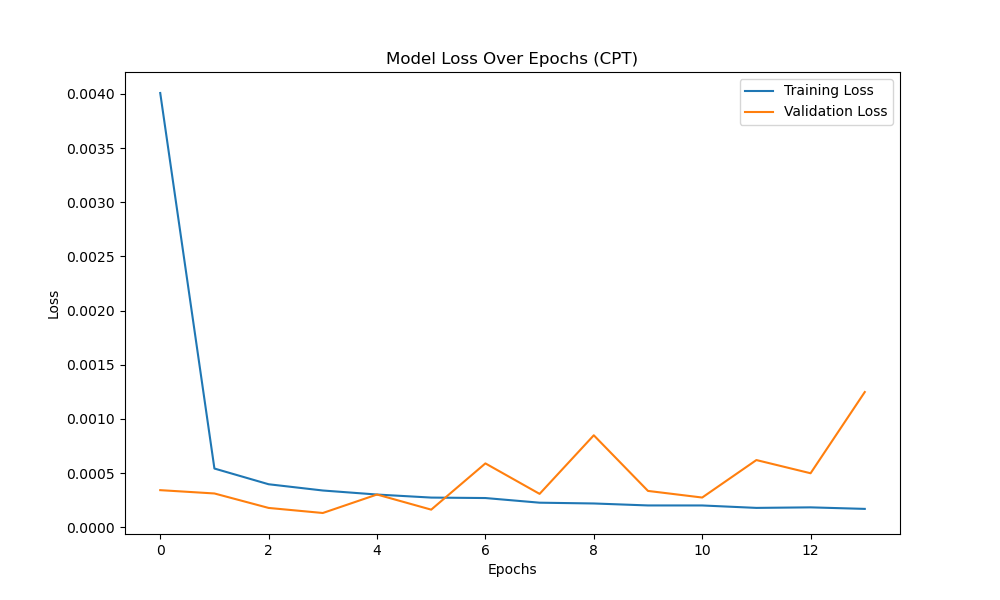 Model Loss Over Epochs (CPT)
Training Loss
Validation Loss
0.0040
0.0035
0.0030
0.0025
0.0020
0.0015
0.0010
0.0005
0.0000
Loss
0 2 4 6 8 10 12
Epochs